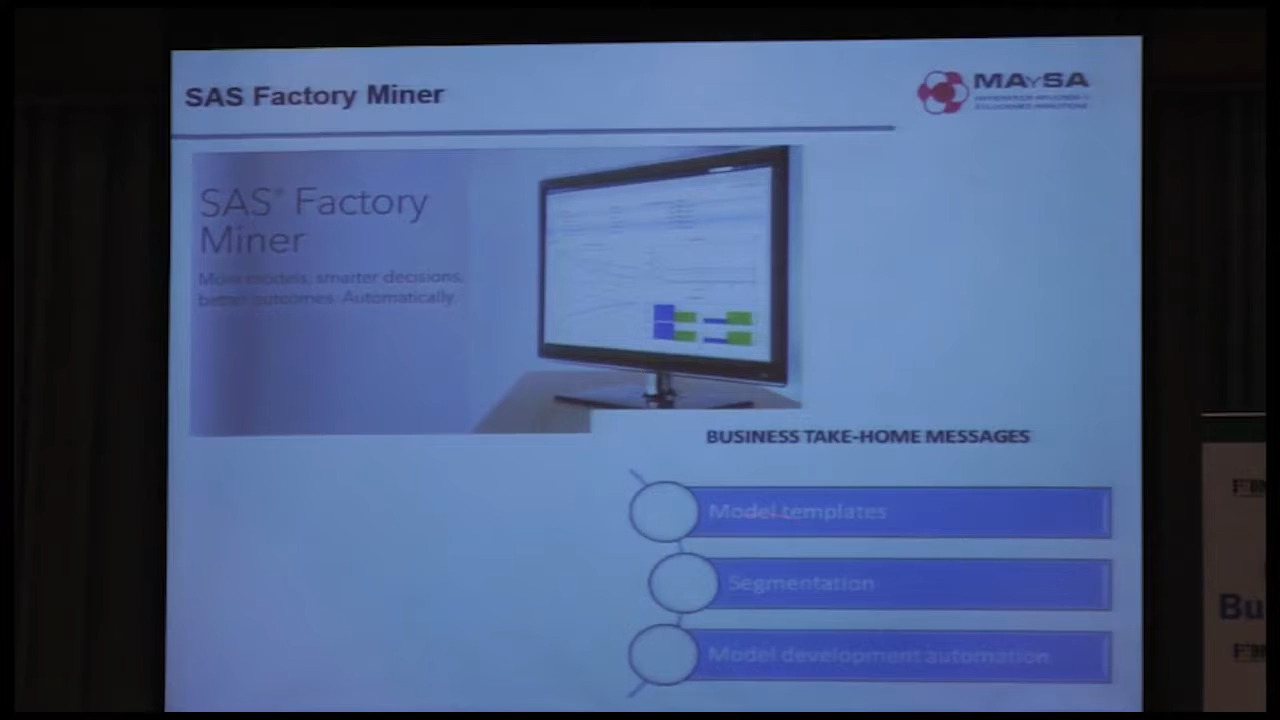 SAS Factory Miner
MAYSA
SAS® Factory
Miner
More models, smarter decisions,
better outcomes. Automatically.
BUSINESS TAKE-HOME MESSAGES
Model templates
Segmentation
Model development automation
Bu